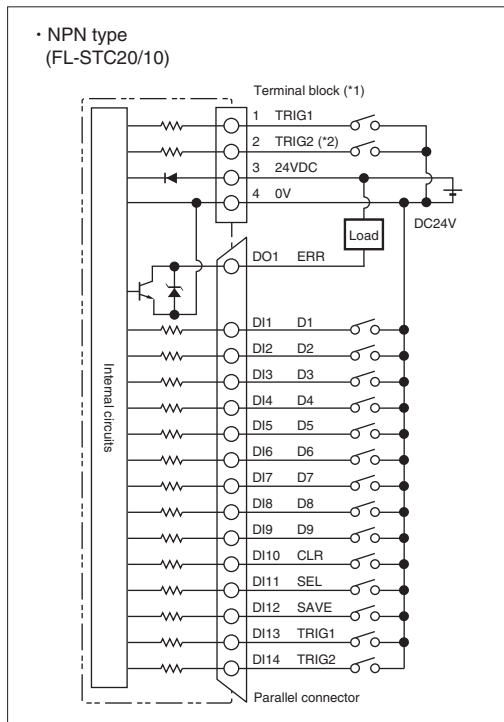 ・NPN type
(FL-STC20/10)
Terminal block (*1)
1 TRIG1
2 TRIG2 (*2)
3 24VDC
4 0V
DC24V
Load
DO1 ERR
DI1 D1
DI2 D2
DI3 D3
DI4 D4
Internal circuits
DI5 D5
DI6 D6
DI7 D7
DI8 D8
DI9 D9
DI10 CLR
DI11 SEL
DI12 SAVE
DI13 TRIG1
DI14 TRIG2
Parallel connector